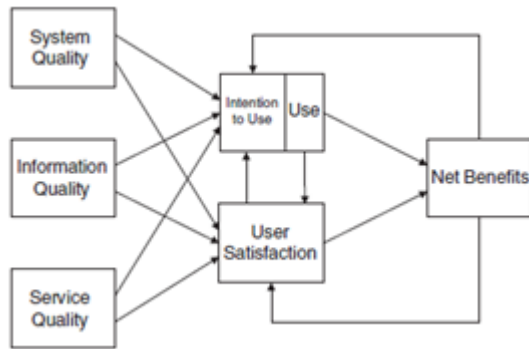 System
Quality
Intention
to Use
Use
Information
Quality
Net Benefits
User
Satisfaction
Service
Quality